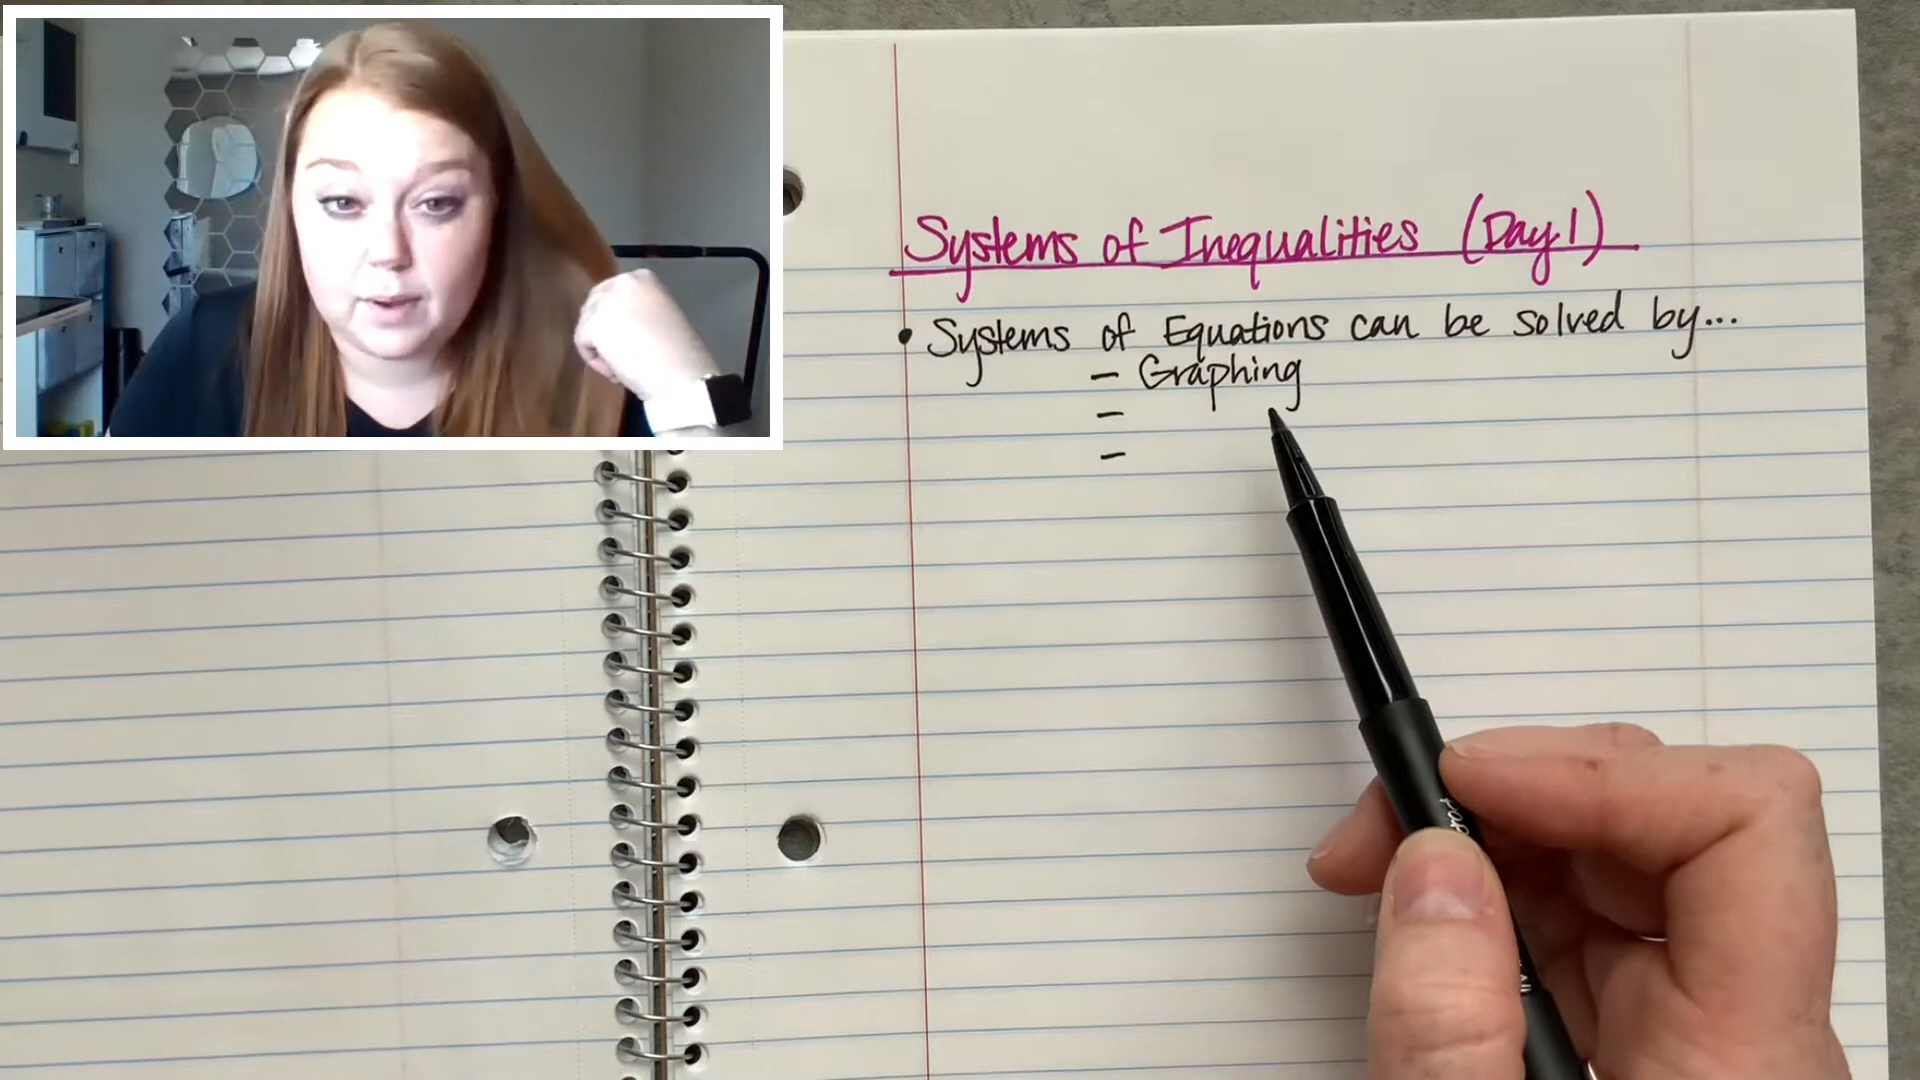 Systems of Inequalities (Day 1)
• Systems of Equations can be solved by...
– Graphing
–
–